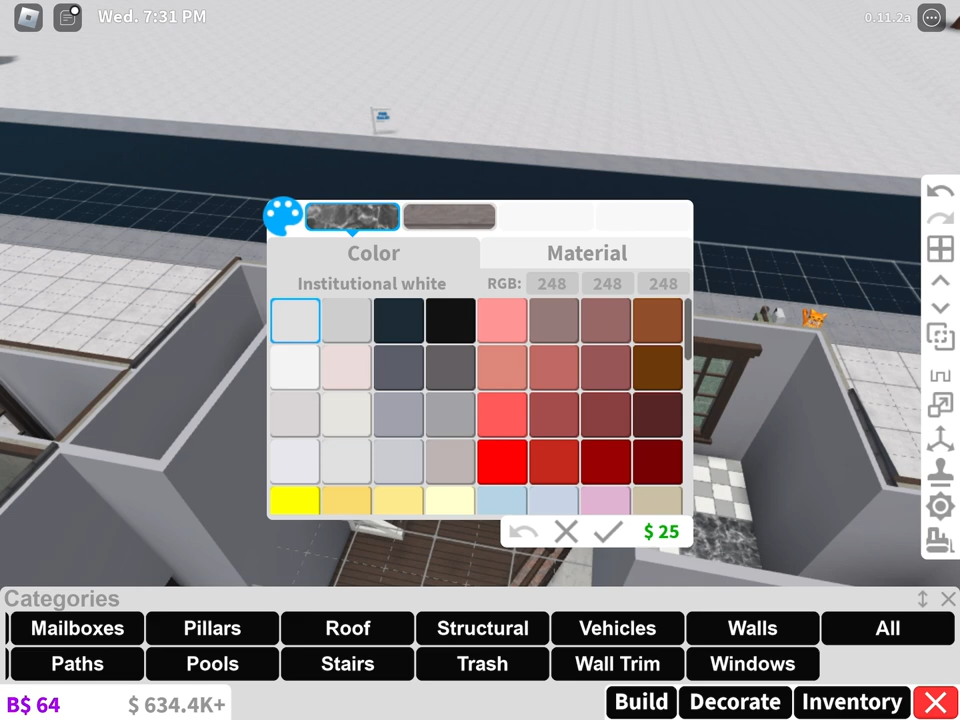 Wed. 7:31 PM
0.11.2a
Color
Material
Institutional white
RGB: 248 248 248
$ 25
Categories
Mailboxes Pillars Roof Structural Vehicles Walls All
Paths Pools Stairs Trash Wall Trim Windows
B$ 64 $ 634.4K+
Build Decorate Inventory